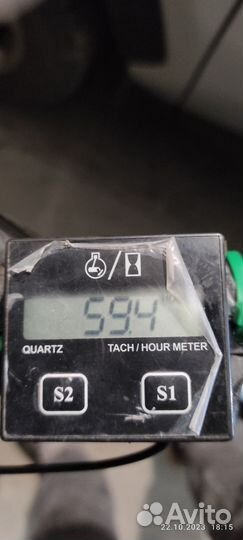 59.4
QUARTZ TACH/HOUR METER
S2 S1
Avito
22.10.2023 18:15